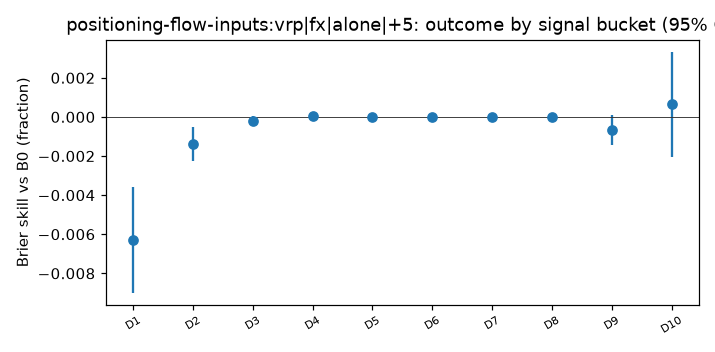 positioning-flow-inputs:vrp|fx|alone|+5: outcome by signal bucket (95%
Brier skill vs B0 (fraction)
0.002
0.000
−0.002
−0.004
−0.006
−0.008
D1 D2 D3 D4 D5 D6 D7 D8 D9 D10